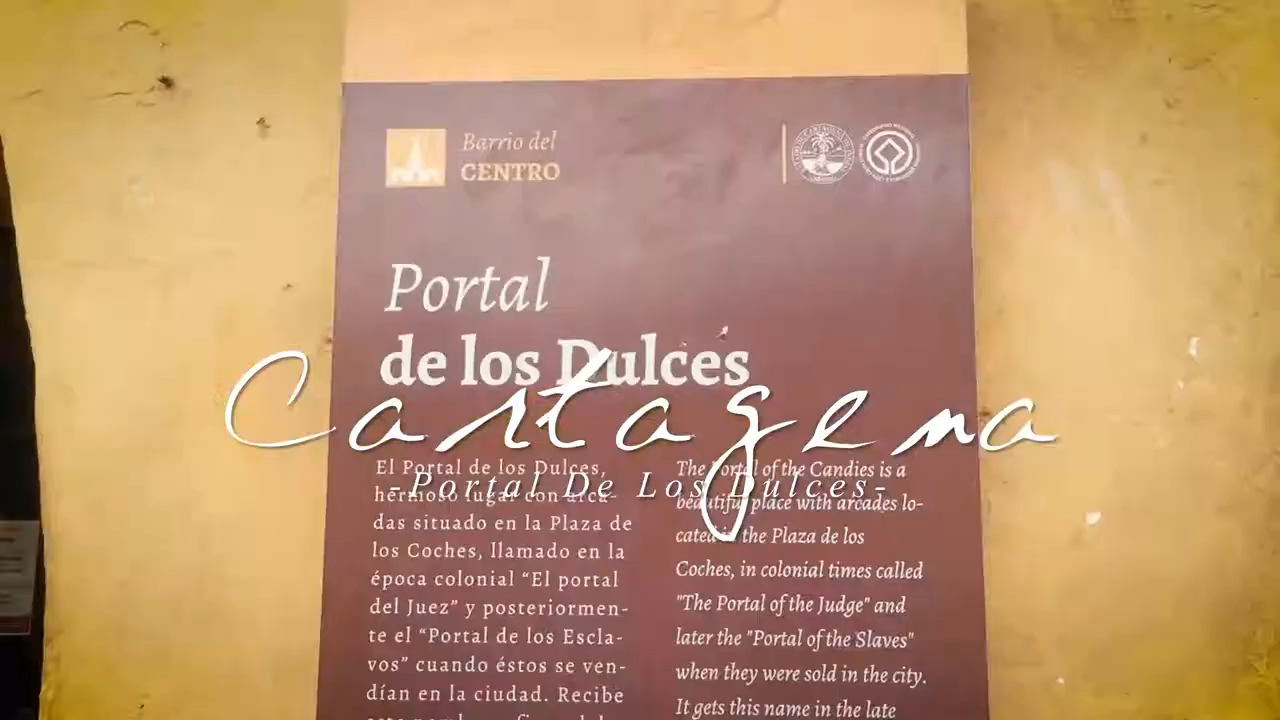 Barrio del
CENTRO
Portal
de los Dulces
Cartagena
-Portal De Los Dulces-
El Portal de los Dulces,
hermoso lugar con arca-
das situado en la Plaza de
los Coches, llamado en la
época colonial “El portal
del Juez” y posteriormen-
te el “Portal de los Escla-
vos” cuando éstos se ven-
dían en la ciudad. Recibe
The Portal of the Candies is a
beautiful place with arcades lo-
cated in the Plaza de los
Coches, in colonial times called
"The Portal of the Judge" and
later the "Portal of the Slaves"
when they were sold in the city.
It gets this name in the late